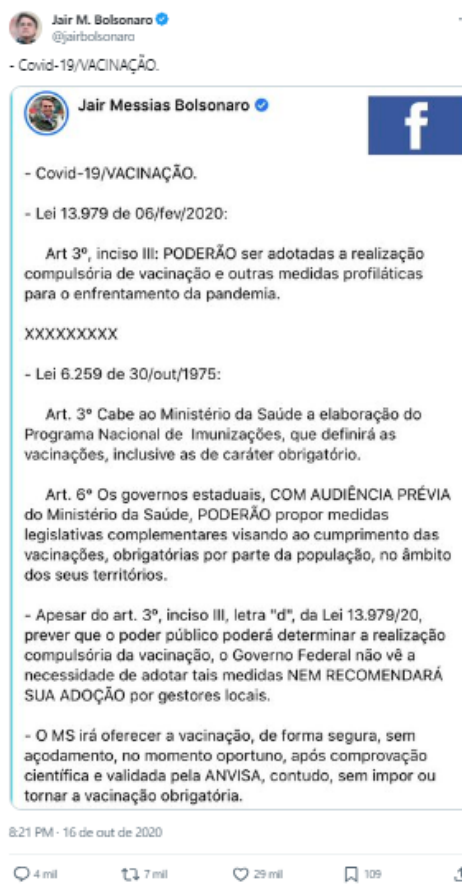 Jair M. Bolsonaro
@jairbolsonaro
- Covid-19/VACINAÇÃO.
Jair Messias Bolsonaro
f
- Covid-19/VACINAÇÃO.
- Lei 13.979 de 06/fev/2020:
Art 3º, inciso III: PODERÃO ser adotadas a realização
compulsória de vacinação e outras medidas profiláticas
para o enfrentamento da pandemia.
XXXXXXXXX
- Lei 6.259 de 30/out/1975:
Art. 3º Cabe ao Ministério da Saúde a elaboração do
Programa Nacional de Imunizações, que definirá as
vacinações, inclusive as de caráter obrigatório.
Art. 6º Os governos estaduais, COM AUDIÊNCIA PRÉVIA
do Ministério da Saúde, PODERÃO propor medidas
legislativas complementares visando ao cumprimento das
vacinações, obrigatórias por parte da população, no âmbito
dos seus territórios.
- Apesar do art. 3º, inciso III, letra "d", da Lei 13.979/20,
prever que o poder público poderá determinar a realização
compulsória da vacinação, o Governo Federal não vê a
necessidade de adotar tais medidas NEM RECOMENDARÁ
SUA ADOÇÃO por gestores locais.
- O MS irá oferecer a vacinação, de forma segura, sem
açodamento, no momento oportuno, após comprovação
científica e validada pela ANVISA, contudo, sem impor ou
tornar a vacinação obrigatória.
8:21 PM · 16 de out de 2020
4 mil 7 mil 29 mil 109